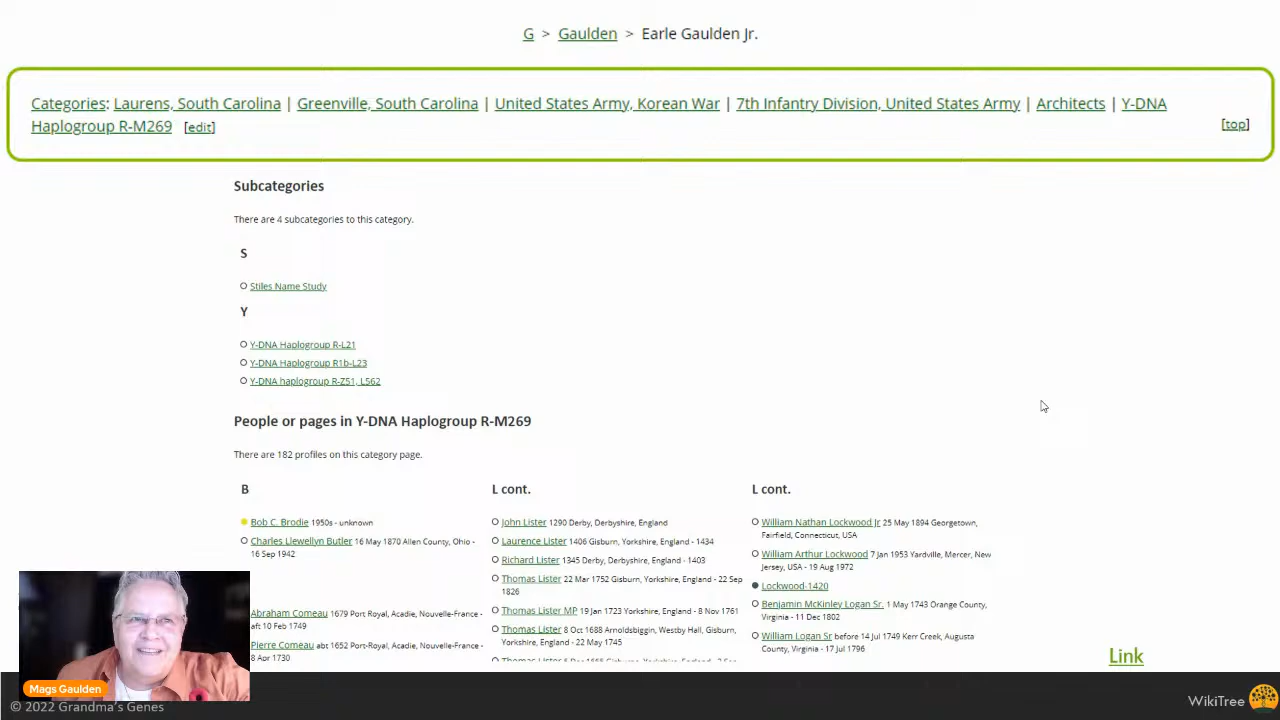 G > Gaulden > Earle Gaulden Jr.
Categories: Laurens, South Carolina | Greenville, South Carolina | United States Army, Korean War | 7th Infantry Division, United States Army | Architects | Y-DNA
Haplogroup R-M269 [edit]
[top]
Subcategories
There are 4 subcategories to this category.
S
Stiles Name Study
Y
Y-DNA Haplogroup R-L21
Y-DNA Haplogroup R1b-L23
Y-DNA haplogroup R-Z51, L562
People or pages in Y-DNA Haplogroup R-M269
There are 182 profiles on this category page.
B
Bob C. Brodie 1950s - unknown
Charles Llewellyn Butler 16 May 1870 Allen County, Ohio -
16 Sep 1942
Abraham Comeau 1679 Port Royal, Acadie, Nouvelle-France -
aft 10 Feb 1749
Pierre Comeau abt 1652 Port-Royal, Acadie, Nouvelle-France -
8 Apr 1730
L cont.
John Lister 1290 Derby, Derbyshire, England
Laurence Lister 1406 Gisburn, Yorkshire, England - 1434
Richard Lister 1345 Derby, Derbyshire, England - 1403
Thomas Lister 22 Mar 1752 Gisburn, Yorkshire, England - 22 Sep
1826
Thomas Lister MP 19 Jan 1723 Yorkshire, England - 8 Nov 1761
Thomas Lister 8 Oct 1688 Arnoldsbiggin, Westby Hall, Gisburn,
Yorkshire, England - 22 May 1745
L cont.
William Nathan Lockwood Jr 25 May 1894 Georgetown,
Fairfield, Connecticut, USA
William Arthur Lockwood 7 Jan 1953 Yardville, Mercer, New
Jersey, USA - 19 Aug 1972
Lockwood-1420
Benjamin McKinley Logan Sr. 1 May 1743 Orange County,
Virginia - 11 Dec 1802
William Logan Sr before 14 Jul 1749 Kerr Creek, Augusta
County, Virginia - 17 Jul 1796
Link
Mags Gaulden
© 2022 Grandma's Genes
WikiTree